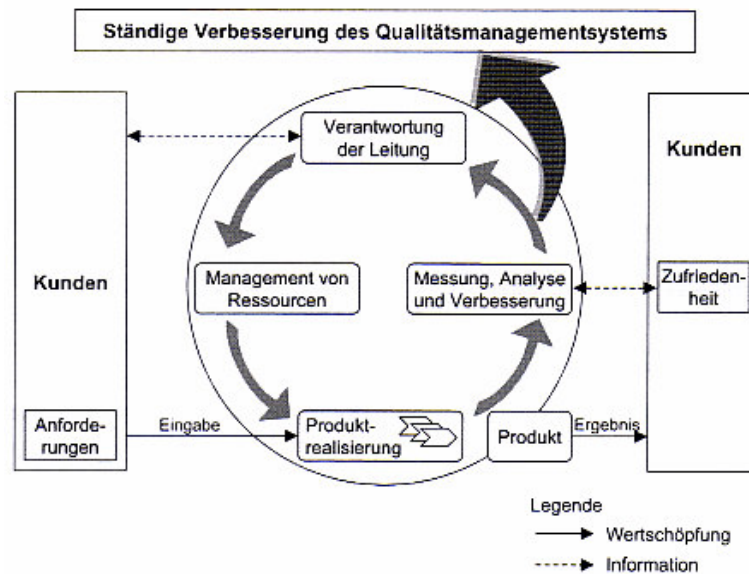 Ständige Verbesserung des Qualitätsmanagementsystems
Kunden
Anforde-
rungen
Eingabe
Verantwortung
der Leitung
Management von
Ressourcen
Messung, Analyse
und Verbesserung
Produkt-
realisierung
Produkt
Ergebnis
Kunden
Zufrieden-
heit
Legende
Wertschöpfung
Information